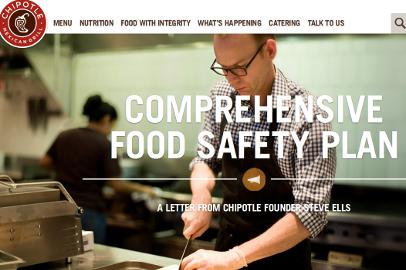 CHIPOTLE
MEXICAN GRILL
MENU NUTRITION FOOD WITH INTEGRITY WHAT'S HAPPENING CATERING TALK TO US
COMPREHENSIVE
FOOD SAFETY PLAN
A LETTER FROM CHIPOTLE FOUNDER STEVE ELLS